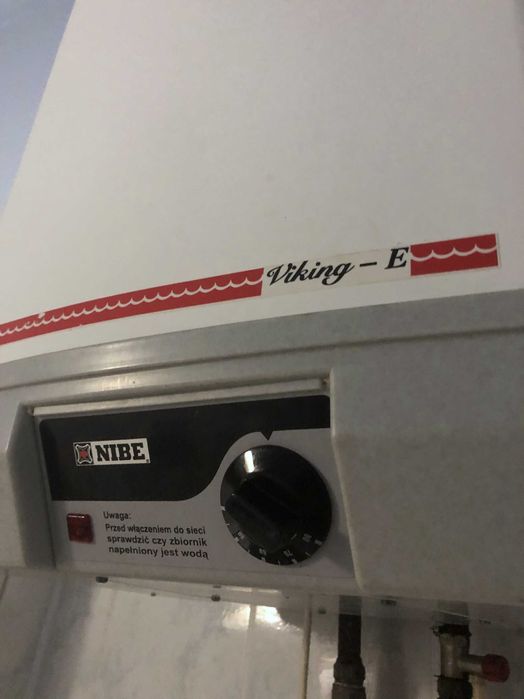 Viking – E
NIBE
Uwaga:
Przed włączeniem do sieci
sprawdzić czy zbiornik
napełniony jest wodą